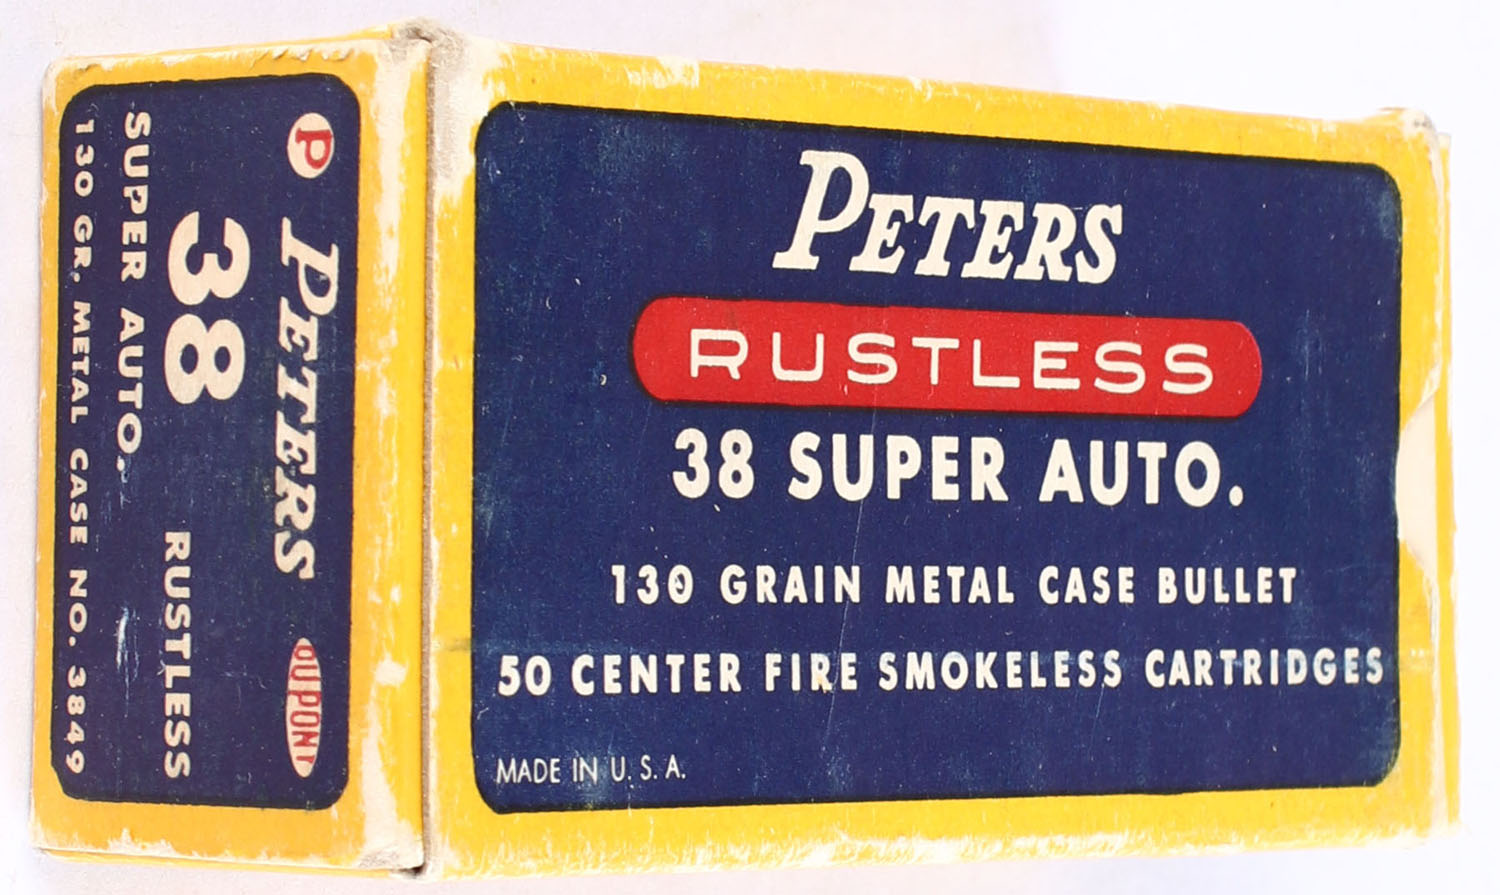 PETERS
RUSTLESS
38 SUPER AUTO.
130 GRAIN METAL CASE BULLET
50 CENTER FIRE SMOKELESS CARTRIDGES
MADE IN U. S. A.
P PETERS DUPONT
38 RUSTLESS
SUPER AUTO.
130 GR. METAL CASE NO. 3849